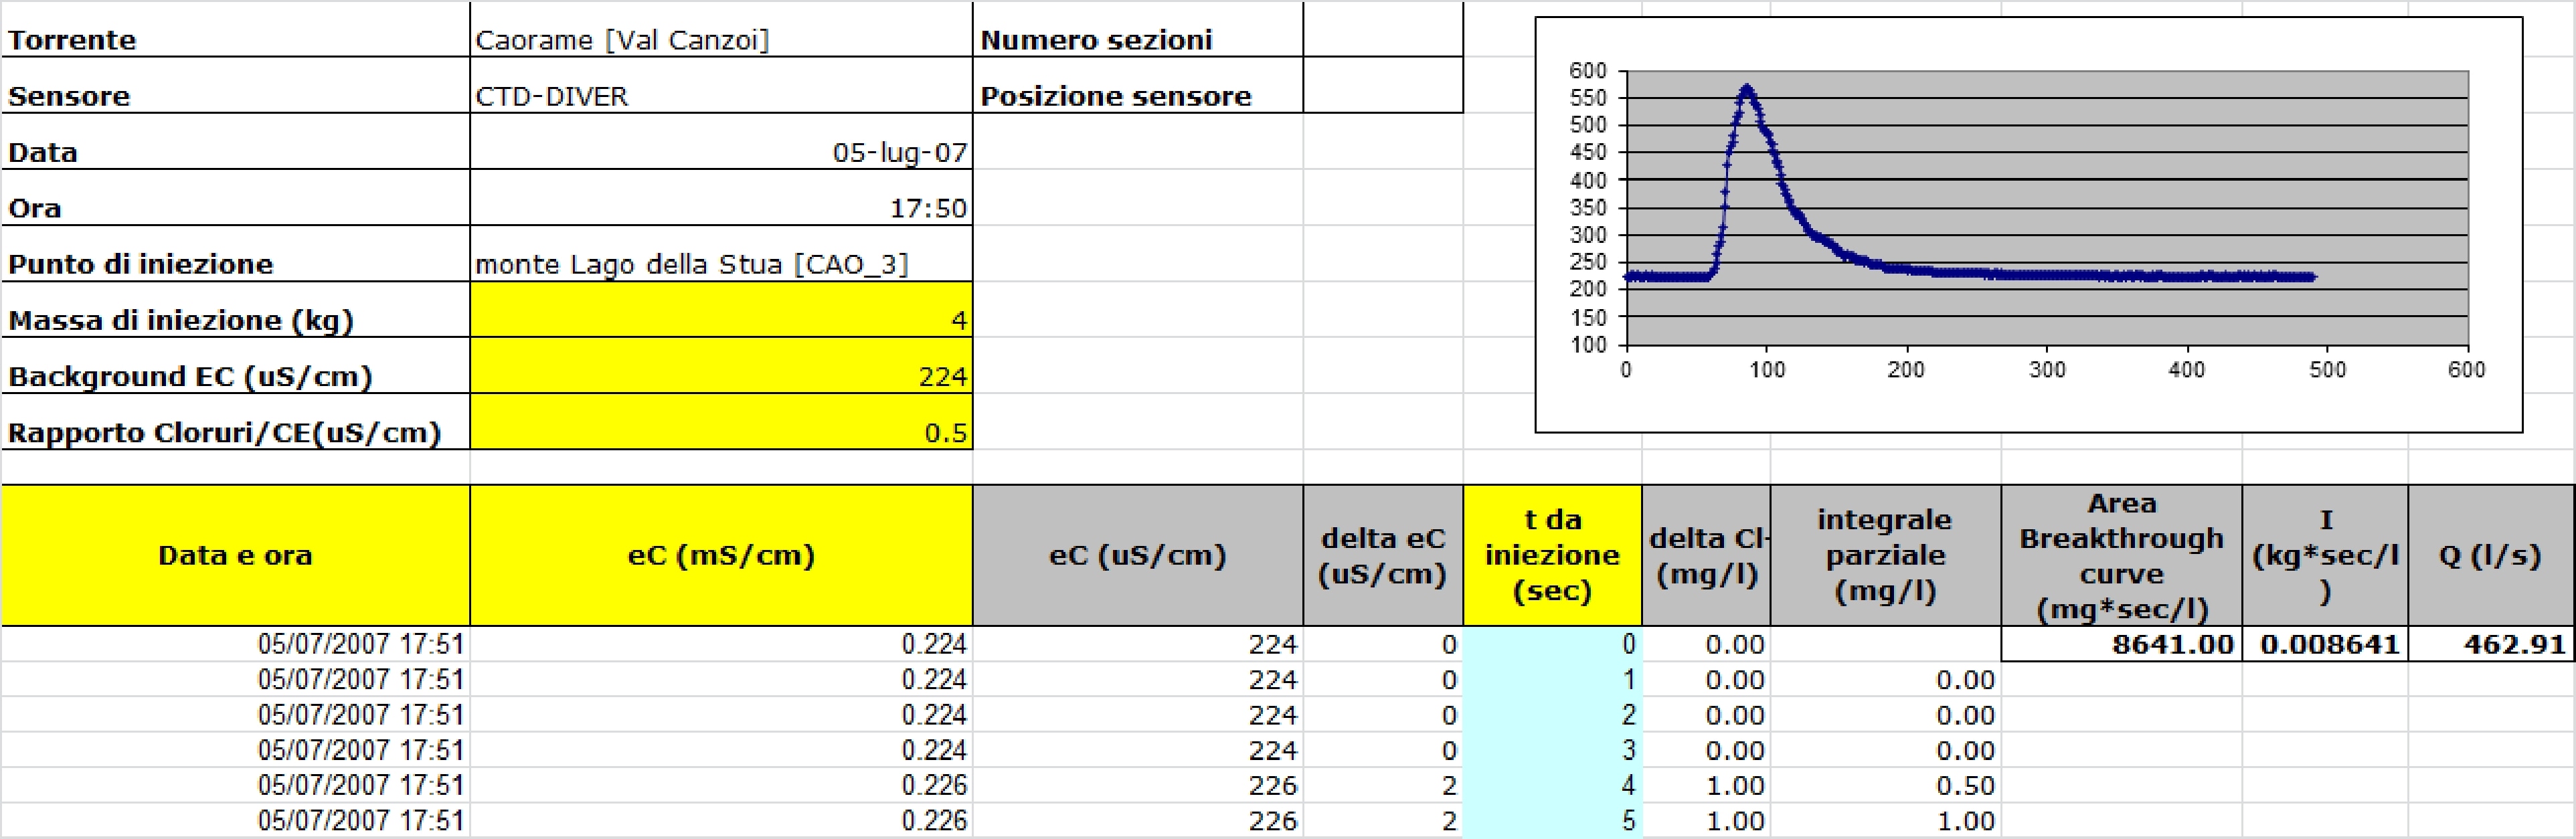 Torrente Caorame [Val Canzoi] Numero sezioni
Sensore CTD-DIVER Posizione sensore
Data 05-lug-07
Ora 17:50
Punto di iniezione monte Lago della Stua [CAO_3]
Massa di iniezione (kg) 4
Background EC (uS/cm) 224
Rapporto Cloruri/CE(uS/cm) 0.5
600
550
500
450
400
350
300
250
200
150
100
0 100 200 300 400 500 600
Data e ora
eC (mS/cm)
eC (uS/cm)
delta eC
(uS/cm)
t da
iniezione
(sec)
delta Cl-
(mg/l)
integrale
parziale
(mg/l)
Area
Breakthrough
curve
(mg*sec/l)
I
(kg*sec/l
)
Q (l/s)
05/07/2007 17:51 0.224 224 0 0 0.00 8641.00 0.008641 462.91
05/07/2007 17:51 0.224 224 0 1 0.00 0.00
05/07/2007 17:51 0.224 224 0 2 0.00 0.00
05/07/2007 17:51 0.224 224 0 3 0.00 0.00
05/07/2007 17:51 0.226 226 2 4 1.00 0.50
05/07/2007 17:51 0.226 226 2 5 1.00 1.00